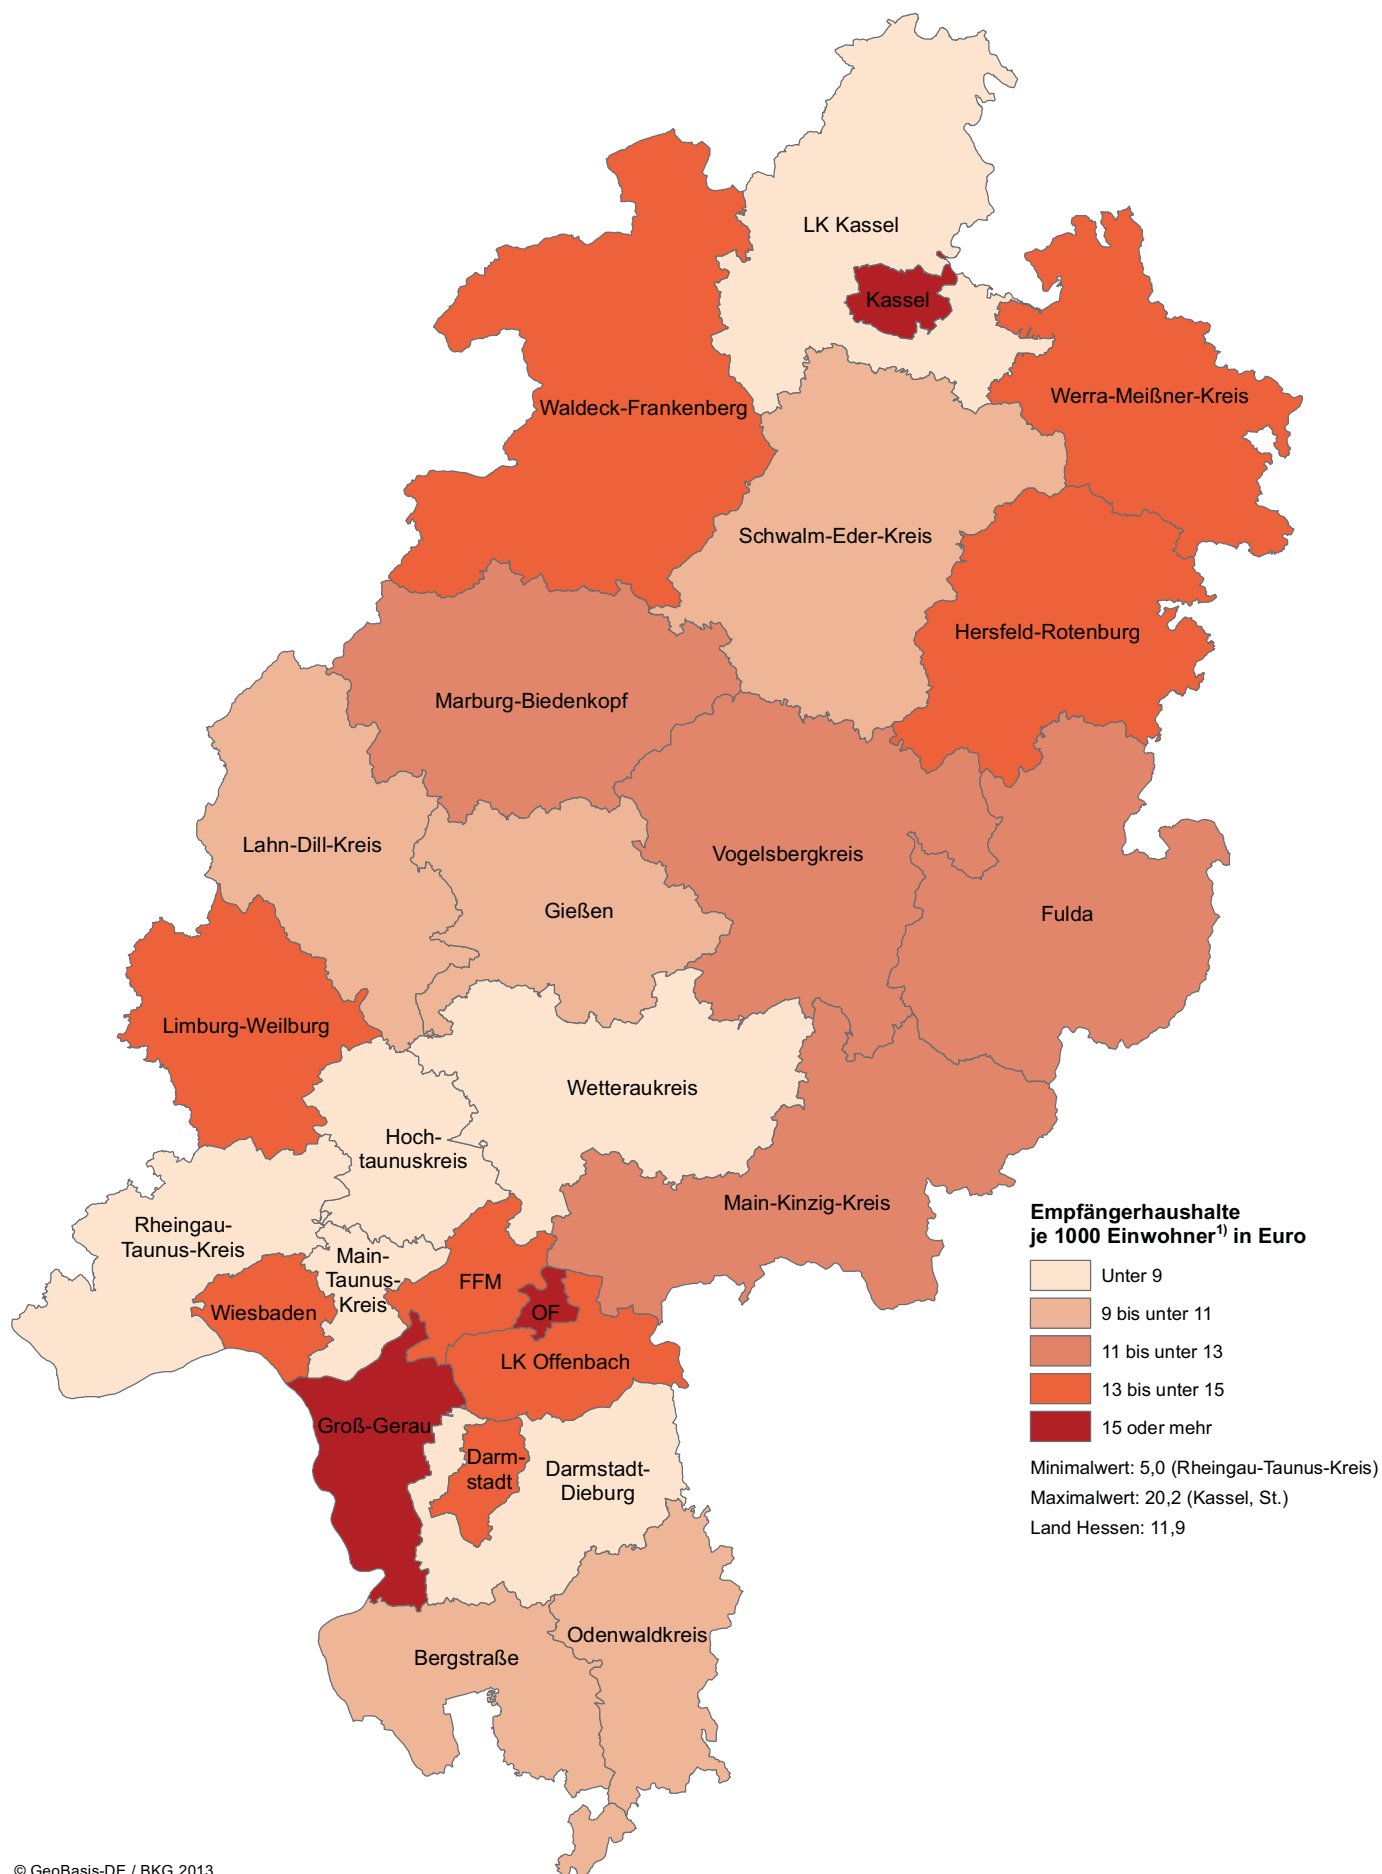 LK Kassel
Kassel
Waldeck-Frankenberg
Werra-Meißner-Kreis
Schwalm-Eder-Kreis
Hersfeld-Rotenburg
Marburg-Biedenkopf
Lahn-Dill-Kreis
Vogelsbergkreis
Gießen
Fulda
Limburg-Weilburg
Wetteraukreis
Hoch-
taunuskreis
Main-Kinzig-Kreis
Rheingau-
Taunus-Kreis
Main-
Taunus-
Kreis
FFM
Wiesbaden
OF
LK Offenbach
Groß-Gerau
Darm-
stadt
Darmstadt-
Dieburg
Odenwaldkreis
Bergstraße
Empfängerhaushalte
je 1000 Einwohner1) in Euro
Unter 9
9 bis unter 11
11 bis unter 13
13 bis unter 15
15 oder mehr
Minimalwert: 5,0 (Rheingau-Taunus-Kreis)
Maximalwert: 20,2 (Kassel, St.)
Land Hessen: 11,9
© GeoBasis-DE / BKG 2013